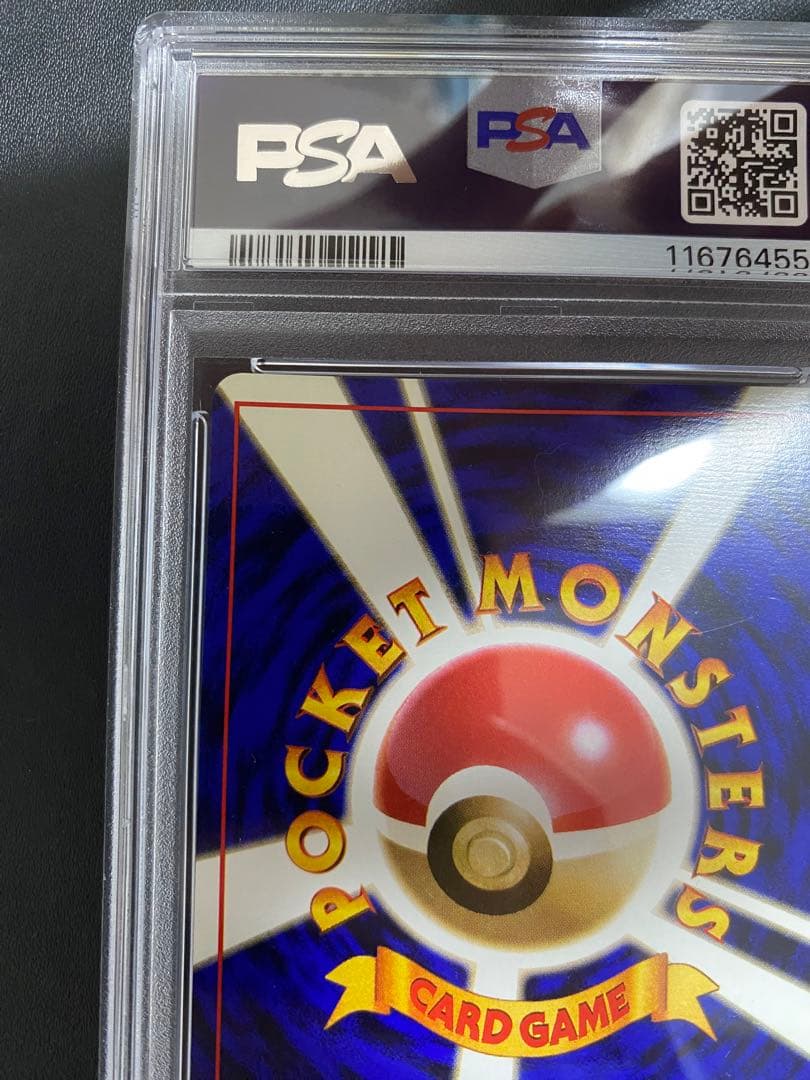 PSA
PSA
11676455
POCKET MONSTERS
CARD GAME